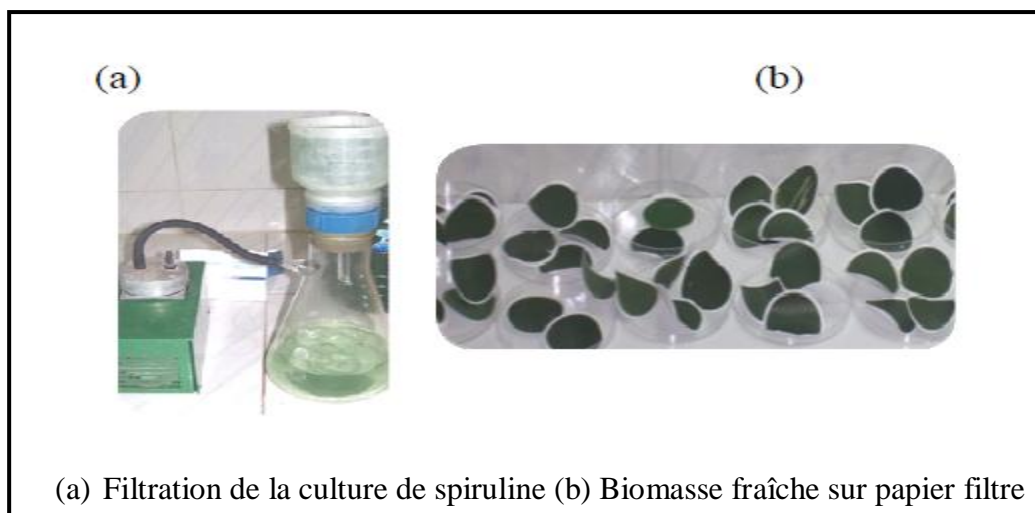 (a)
(b)
(a) Filtration de la culture de spiruline (b) Biomasse fraîche sur papier filtre